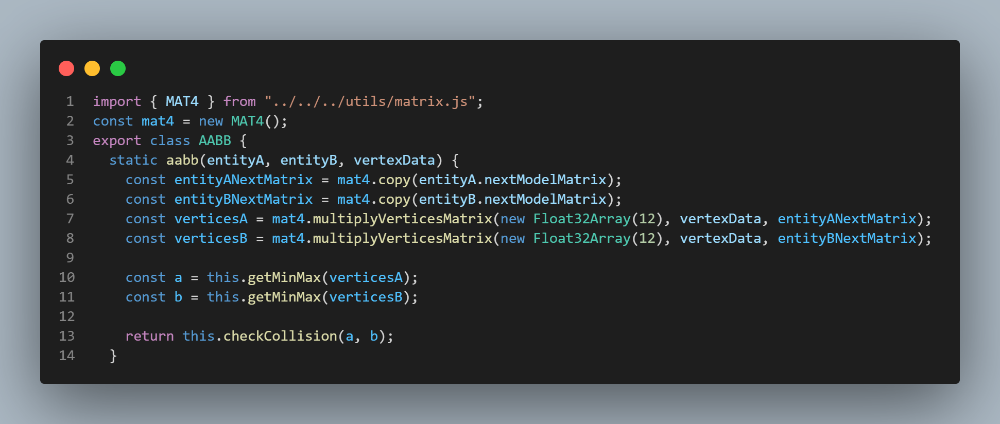 1 import { MAT4 } from "../../../utils/matrix.js";
2 const mat4 = new MAT4();
3 export class AABB {
4   static aabb(entityA, entityB, vertexData) {
5     const entityANextMatrix = mat4.copy(entityA.nextModelMatrix);
6     const entityBNextMatrix = mat4.copy(entityB.nextModelMatrix);
7     const verticesA = mat4.multiplyVerticesMatrix(new Float32Array(12), vertexData, entityANextMatrix);
8     const verticesB = mat4.multiplyVerticesMatrix(new Float32Array(12), vertexData, entityBNextMatrix);
9
10     const a = this.getMinMax(verticesA);
11     const b = this.getMinMax(verticesB);
12
13     return this.checkCollision(a, b);
14   }